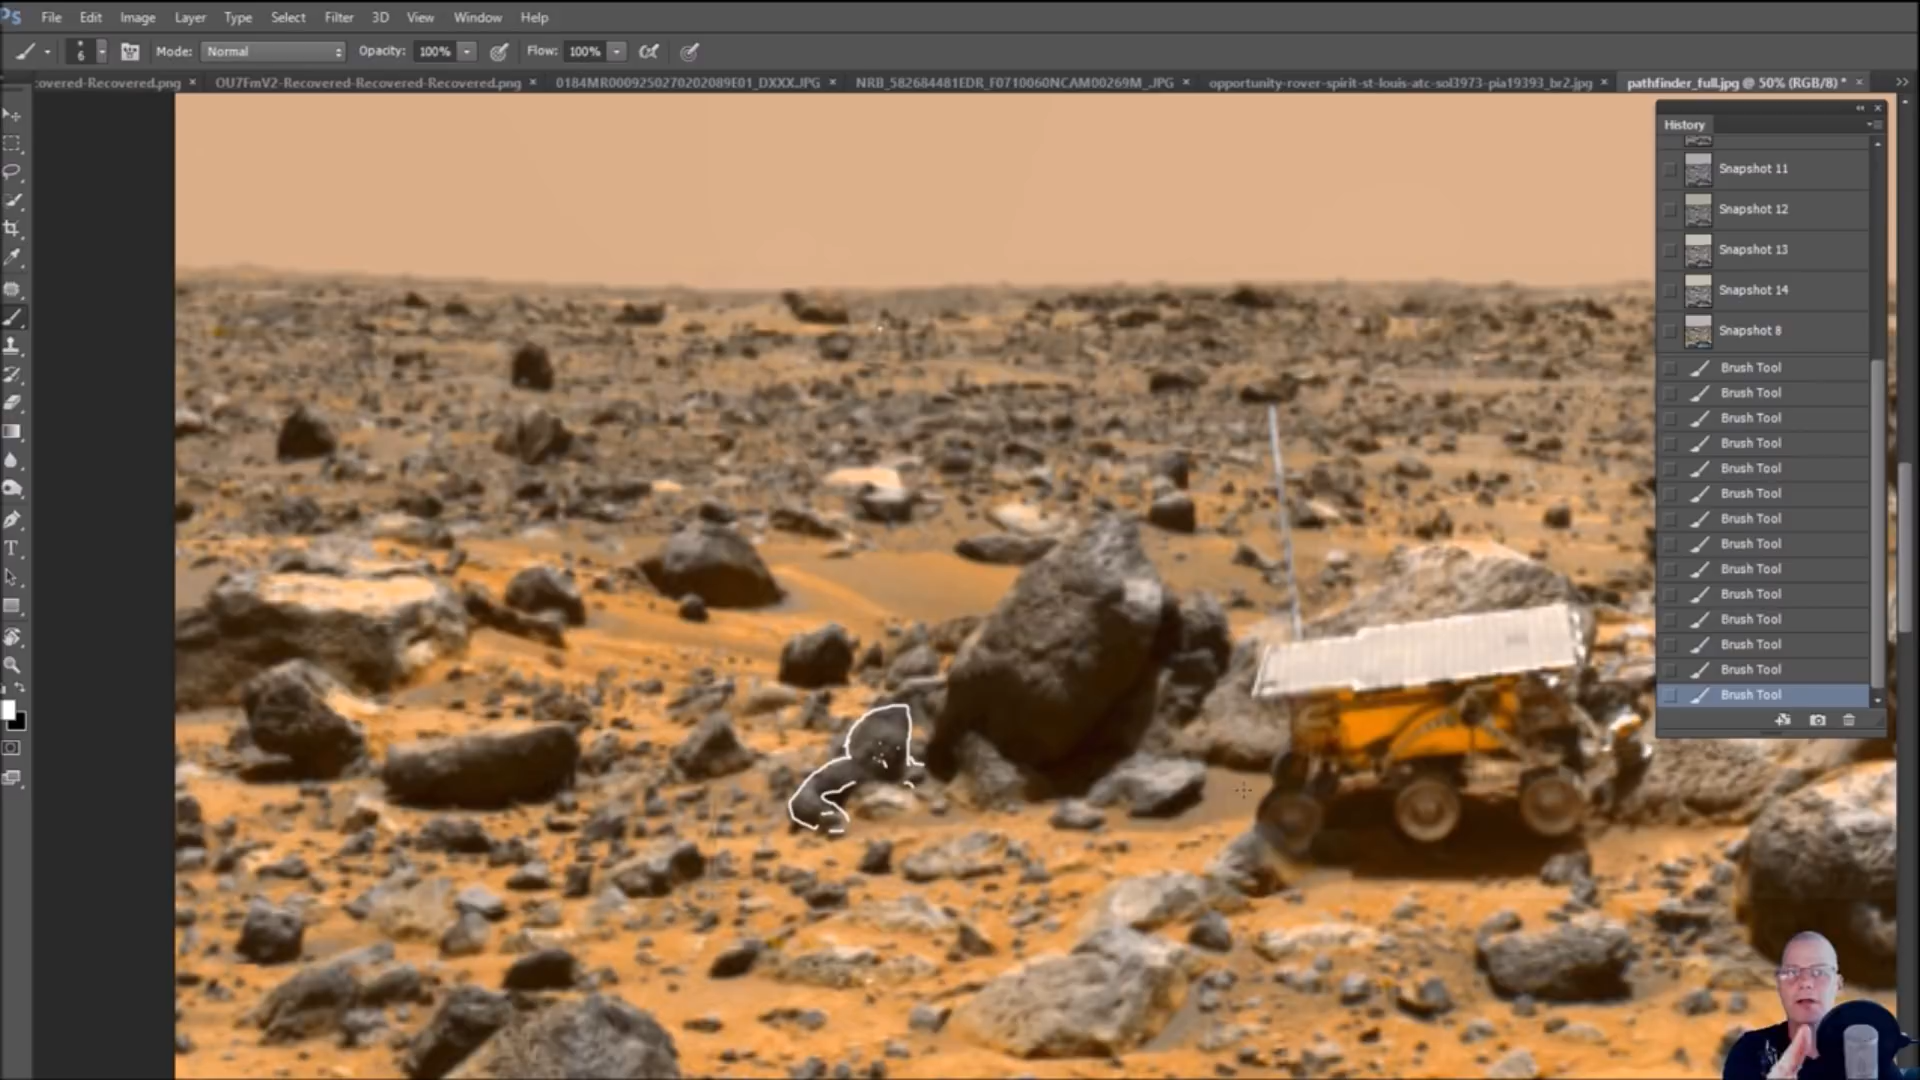 Ps File Edit Image Layer Type Select Filter 3D View Window Help
6 Mode: Normal Opacity: 100% Flow: 100%
:overed-Recovered.png × OU7FmV2-Recovered-Recovered-Recovered.png × 0184MR0009250270202089E01_DXXX.JPG × NRB_582684481EDR_F0710060NCAM00269M_.JPG × opportunity-rover-spirit-st-louis-atc-sol3973-pia19393_br2.jpg × pathfinder_full.jpg @ 50% (RGB/8) * ×
History
Snapshot 11
Snapshot 12
Snapshot 13
Snapshot 14
Snapshot 8
Brush Tool
Brush Tool
Brush Tool
Brush Tool
Brush Tool
Brush Tool
Brush Tool
Brush Tool
Brush Tool
Brush Tool
Brush Tool
Brush Tool
Brush Tool
Brush Tool